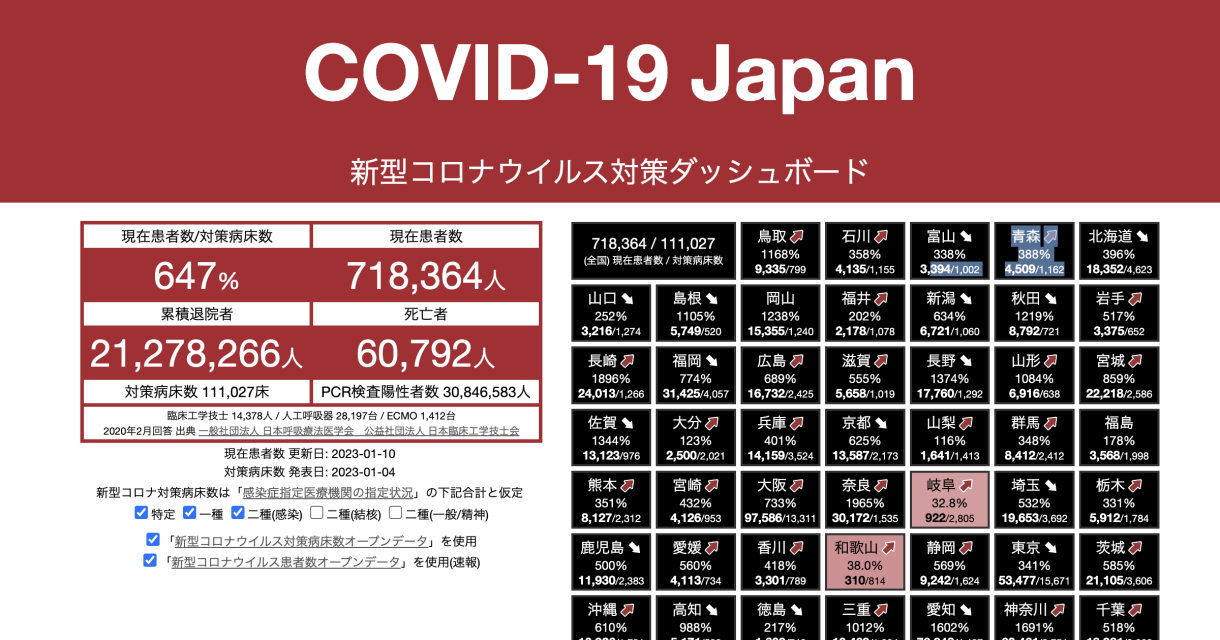 COVID-19 Japan
新型コロナウイルス対策ダッシュボード
現在患者数/対策病床数
現在患者数
647%
718,364人
累積退院者
死亡者
21,278,266人
60,792人
対策病床数 111,027床
PCR検査陽性者数 30,846,583人
臨床工学技士 14,378人 / 人工呼吸器 28,197台 / ECMO 1,412台
2020年2月回答 出典 一般社団法人 日本呼吸療法医学会　公益社団法人 日本臨床工学技士会
現在患者数 更新日: 2023-01-10
対策病床数 発表日: 2023-01-04
新型コロナ対策病床数は「感染症指定医療機関の指定状況」の下記合計と仮定
特定 一種 二種(感染) 二種(結核) 二種(一般/精神)
「新型コロナウイルス対策病床数オープンデータ」を使用
「新型コロナウイルス患者数オープンデータ」を使用(速報)
718,364 / 111,027
(全国) 現在患者数 / 対策病床数
鳥取
1168%
9,335/799
石川
358%
4,135/1,155
富山
338%
3,394/1,002
青森
388%
4,509/1,162
北海道
396%
18,352/4,623
山口
252%
3,216/1,274
島根
1105%
5,749/520
岡山
1238%
15,355/1,240
福井
202%
2,178/1,078
新潟
634%
6,721/1,060
秋田
1219%
8,792/721
岩手
517%
3,375/652
長崎
1896%
24,013/1,266
福岡
774%
31,425/4,057
広島
689%
16,732/2,425
滋賀
555%
5,658/1,019
長野
1374%
17,760/1,292
山形
1084%
6,916/638
宮城
859%
22,218/2,586
佐賀
1344%
13,123/976
大分
123%
2,500/2,021
兵庫
401%
14,159/3,524
京都
625%
13,587/2,173
山梨
116%
1,641/1,413
群馬
348%
8,412/2,412
福島
178%
3,568/1,998
熊本
351%
8,127/2,312
宮崎
432%
4,126/953
大阪
733%
97,586/13,311
奈良
1965%
30,172/1,535
岐阜
32.8%
922/2,805
埼玉
532%
19,653/3,692
栃木
331%
5,912/1,784
鹿児島
500%
11,930/2,383
愛媛
560%
4,113/734
香川
418%
3,301/789
和歌山
38.0%
310/814
静岡
569%
9,242/1,624
東京
341%
53,477/15,671
茨城
585%
21,105/3,606
沖縄
610%
高知
988%
徳島
217%
三重
1012%
愛知
1602%
神奈川
1691%
千葉
518%